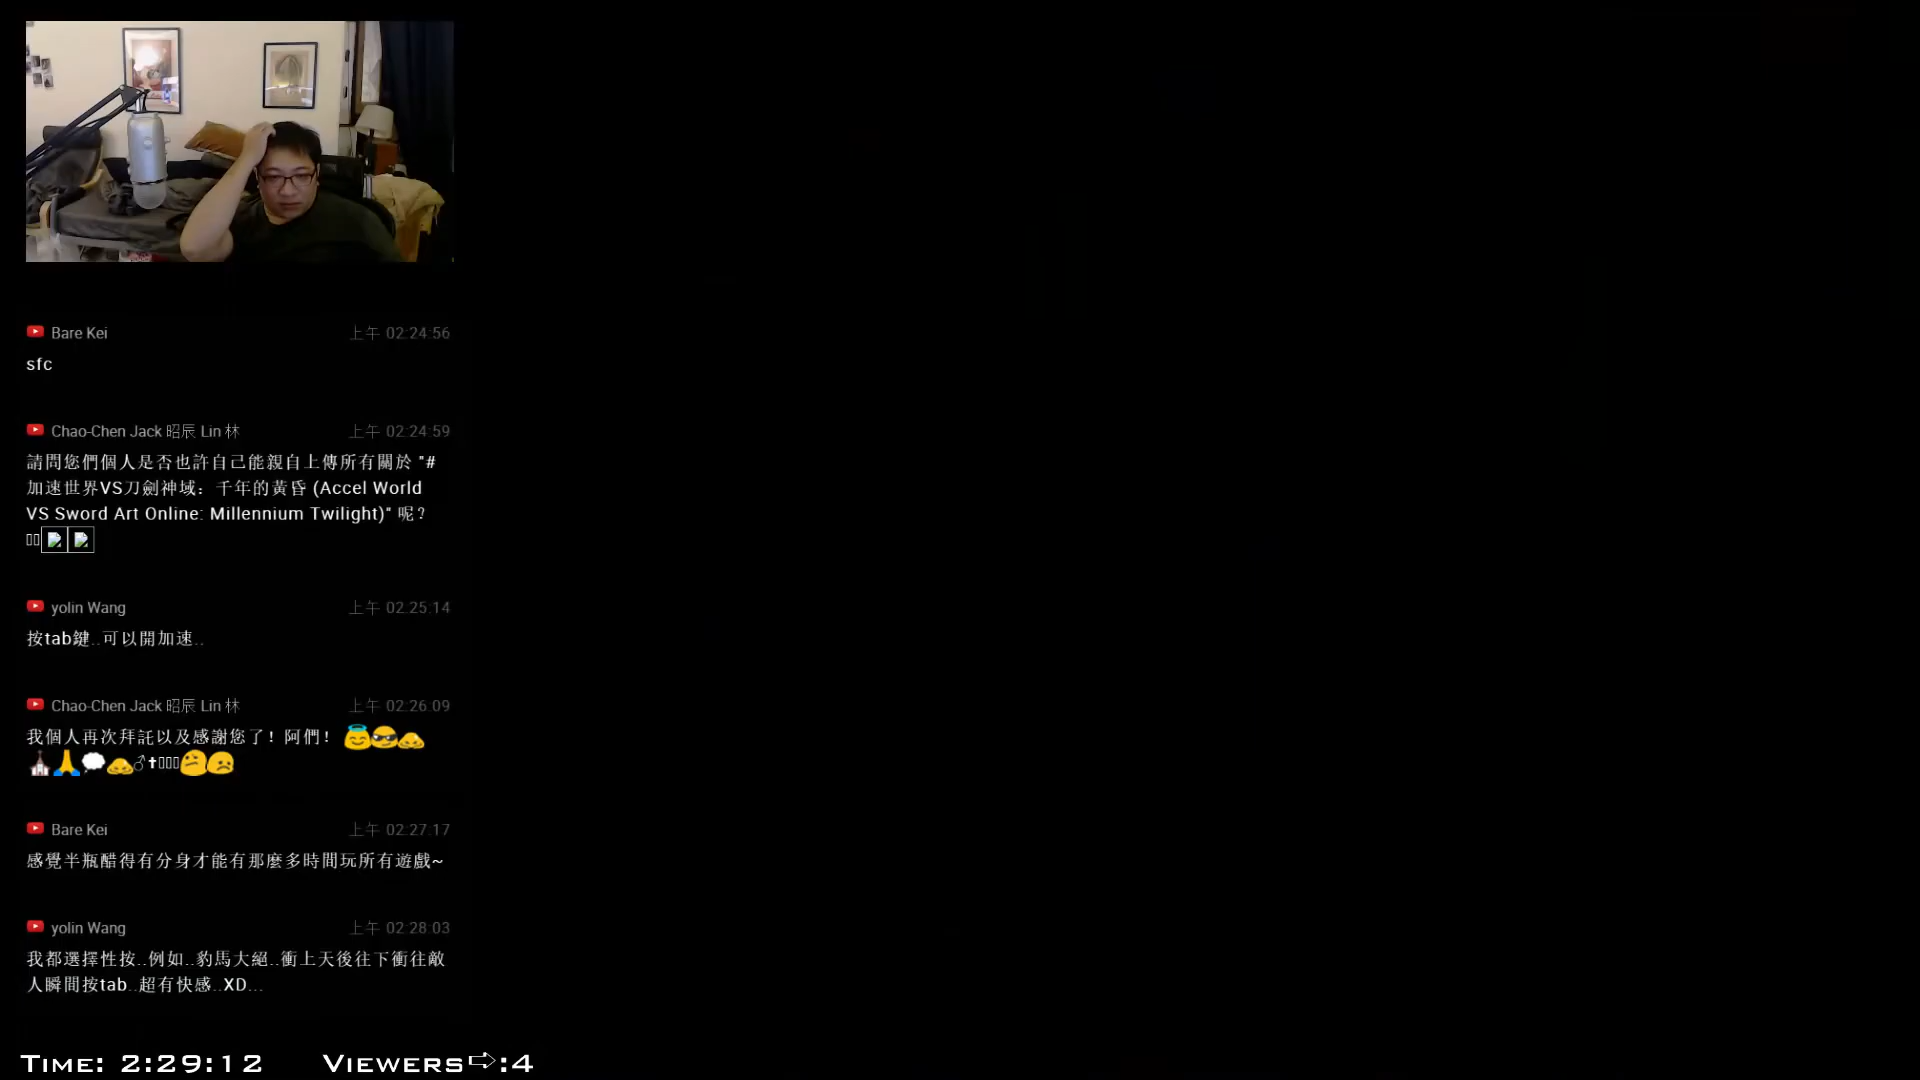 Bare Kei 上午 02:24:56
sfc
Chao-Chen Jack 昭辰 Lin 林 上午 02:24:59
請問您們個人是否也許自己能親自上傳所有關於 "#
加速世界VS刀劍神域：千年的黃昏 (Accel World
VS Sword Art Online: Millennium Twilight)" 呢?
yolin Wang 上午 02:25:14
按tab鍵..可以開加速..
Chao-Chen Jack 昭辰 Lin 林 上午 02:26:09
我個人再次拜託以及感謝您了! 阿們! 😇😎🙇
⛪🙏💭🙇♂✝🤔😞
Bare Kei 上午 02:27:17
感覺半瓶醋得有分身才能有那麼多時間玩所有遊戲~
yolin Wang 上午 02:28:03
我都選擇性按..例如..豹馬大絕..衝上天後往下衝往敵
人瞬間按tab..超有快感..XD...
TIME: 2:29:12 VIEWERS➩:4